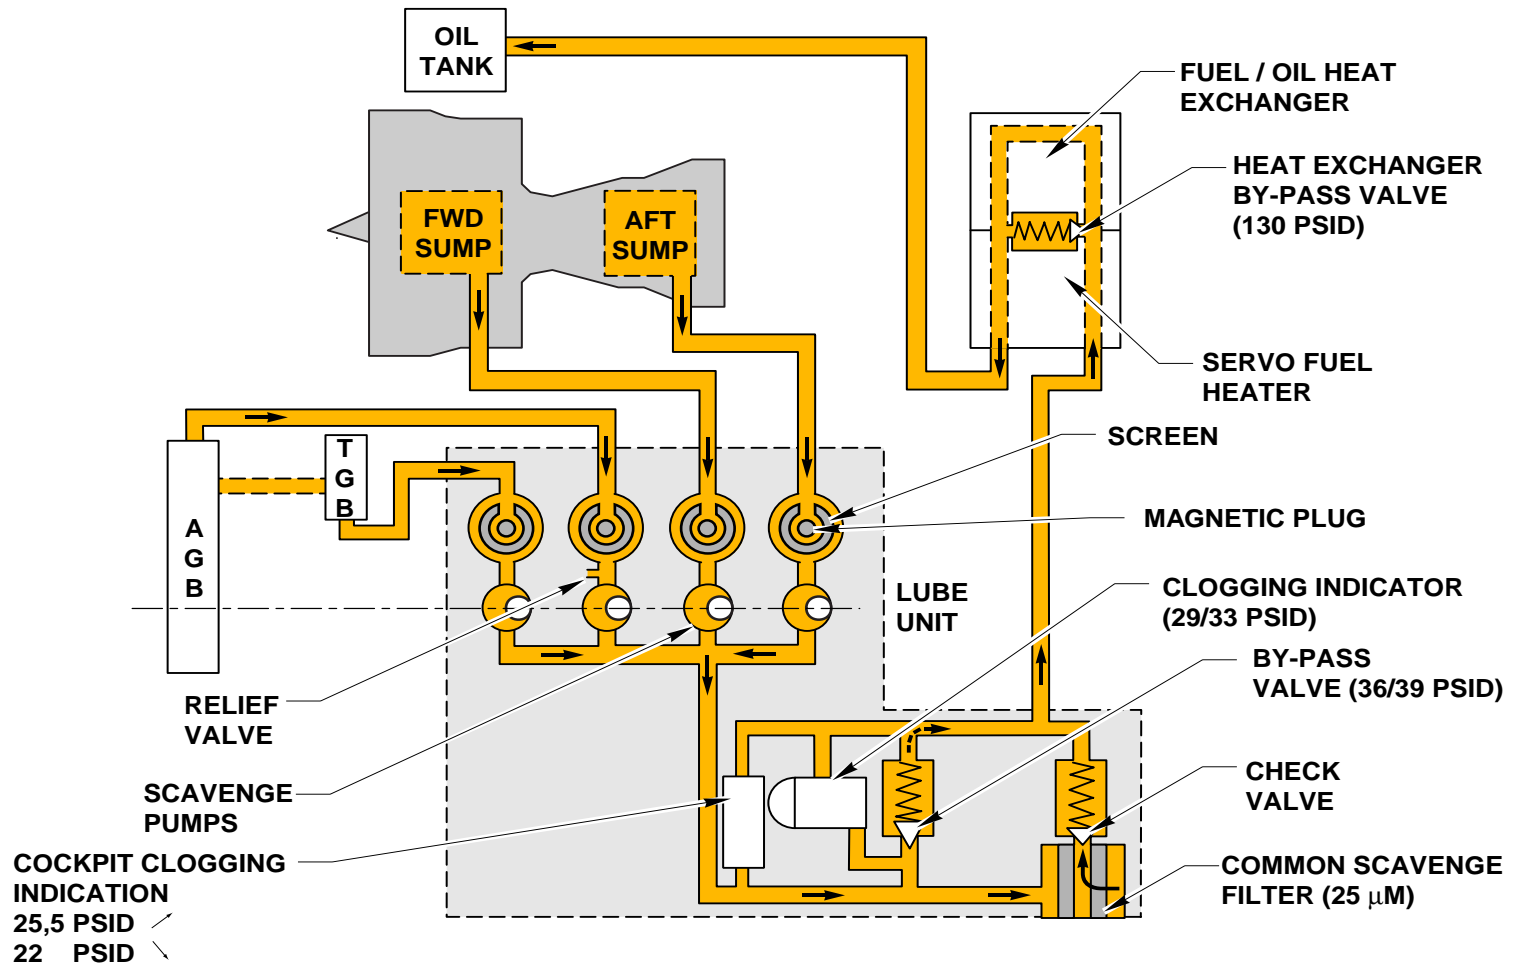 OIL
TANK
FUEL / OIL HEAT
EXCHANGER
HEAT EXCHANGER
BY-PASS VALVE
(130 PSID)
FWD
SUMP
AFT
SUMP
SERVO FUEL
HEATER
SCREEN
T
G
B
A
G
B
MAGNETIC PLUG
LUBE
UNIT
CLOGGING INDICATOR
(29/33 PSID)
BY-PASS
VALVE (36/39 PSID)
RELIEF
VALVE
CHECK
VALVE
SCAVENGE
PUMPS
COCKPIT CLOGGING
INDICATION
25,5 PSID
22 PSID
COMMON SCAVENGE
FILTER (25 μM)